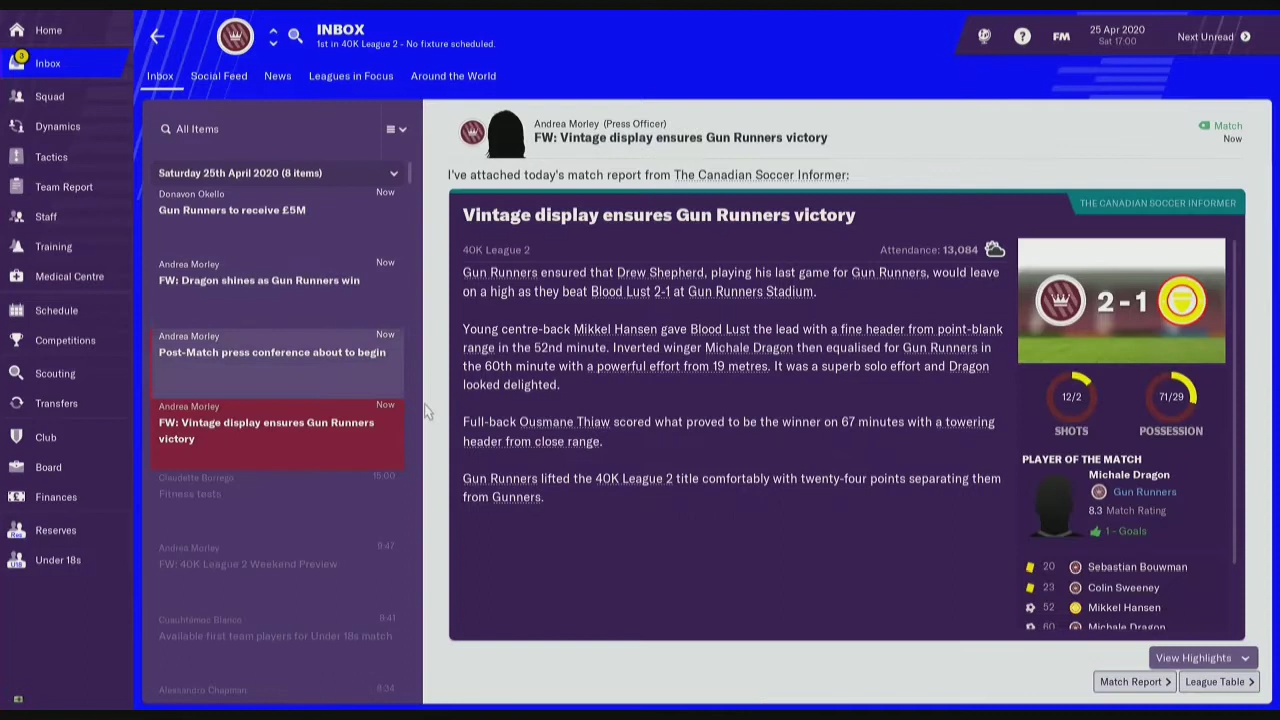 Home
3
Inbox
Squad
Dynamics
Tactics
Team Report
Staff
Training
Medical Centre
Schedule
Competitions
Scouting
Transfers
Club
Board
Finances
Res
Reserves
U18
Under 18s
INBOX
1st in 40K League 2 - No fixture scheduled.
? FM
25 Apr 2020
Sat 17:00
Next Unread
Inbox Social Feed News Leagues in Focus Around the World
All Items
Saturday 25th April 2020 (8 items)
Donavon Okello Now
Gun Runners to receive £5M
Andrea Morley Now
FW: Dragon shines as Gun Runners win
Andrea Morley Now
Post-Match press conference about to begin
Andrea Morley Now
FW: Vintage display ensures Gun Runners
victory
Claudette Burrego 15:00
Fitness tests
Andrea Morley 9:47
FW: 40K League 2 Weekend Preview
Cuauhtémoc Blanco 8:41
Available first team players for Under 18s match
Alessandra Chapman 8:34
Andrea Morley (Press Officer)
FW: Vintage display ensures Gun Runners victory
Match
Now
I've attached today's match report from The Canadian Soccer Informer:
THE CANADIAN SOCCER INFORMER
Vintage display ensures Gun Runners victory
40K League 2 Attendance: 13,084
Gun Runners ensured that Drew Shepherd, playing his last game for Gun Runners, would leave
on a high as they beat Blood Lust 2-1 at Gun Runners Stadium.
Young centre-back Mikkel Hansen gave Blood Lust the lead with a fine header from point-blank
range in the 52nd minute. Inverted winger Michale Dragon then equalised for Gun Runners in
the 60th minute with a powerful effort from 19 metres. It was a superb solo effort and Dragon
looked delighted.
Full-back Ousmane Thiaw scored what proved to be the winner on 67 minutes with a towering
header from close range.
Gun Runners lifted the 40K League 2 title comfortably with twenty-four points separating them
from Gunners.
2-1
12/2 71/29
SHOTS POSSESSION
PLAYER OF THE MATCH
Michale Dragon
Gun Runners
8.3 Match Rating
1 - Goals
20 Sebastian Bouwman
23 Colin Sweeney
52 Mikkel Hansen
60 Michale Dragon
View Highlights
Match Report
League Table